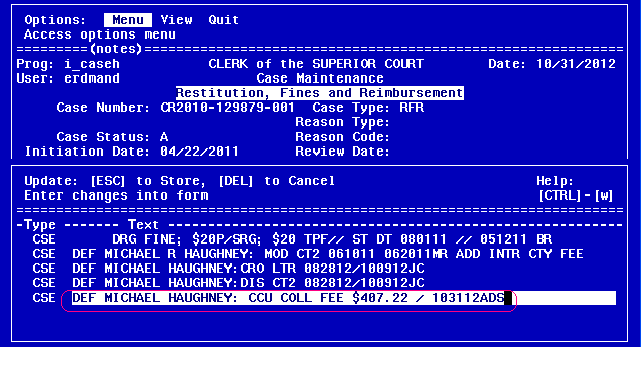 Options: Menu View Quit
Access options menu
=========(notes)============================================================
Prog: i_caseh CLERK of the SUPERIOR COURT Date: 10/31/2012
User: erdmand Case Maintenance
Restitution, Fines and Reimbursement
Case Number: CR2010-129879-001 Case Type: RFR
Reason Type:
Case Status: A Reason Code:
Initiation Date: 04/22/2011 Review Date:
Update: [ESC] to Store, [DEL] to Cancel Help:
Enter changes into form [CTRL]-[w]
============================================================================
-Type ------- Text ---------------------------------------------------------
CSE DRG FINE; $20P/SRG; $20 TPF// ST DT 080111 // 051211 BR
CSE DEF MICHAEL R HAUGHNEY: MOD CT2 061011 062011MR ADD INTR CTY FEE
CSE DEF MICHAEL HAUGHNEY:CRO LTR 082812/100912JC
CSE DEF MICHAEL HAUGHNEY:DIS CT2 082812/100912JC
CSE DEF MICHAEL HAUGHNEY: CCU COLL FEE $407.22 / 103112ADS